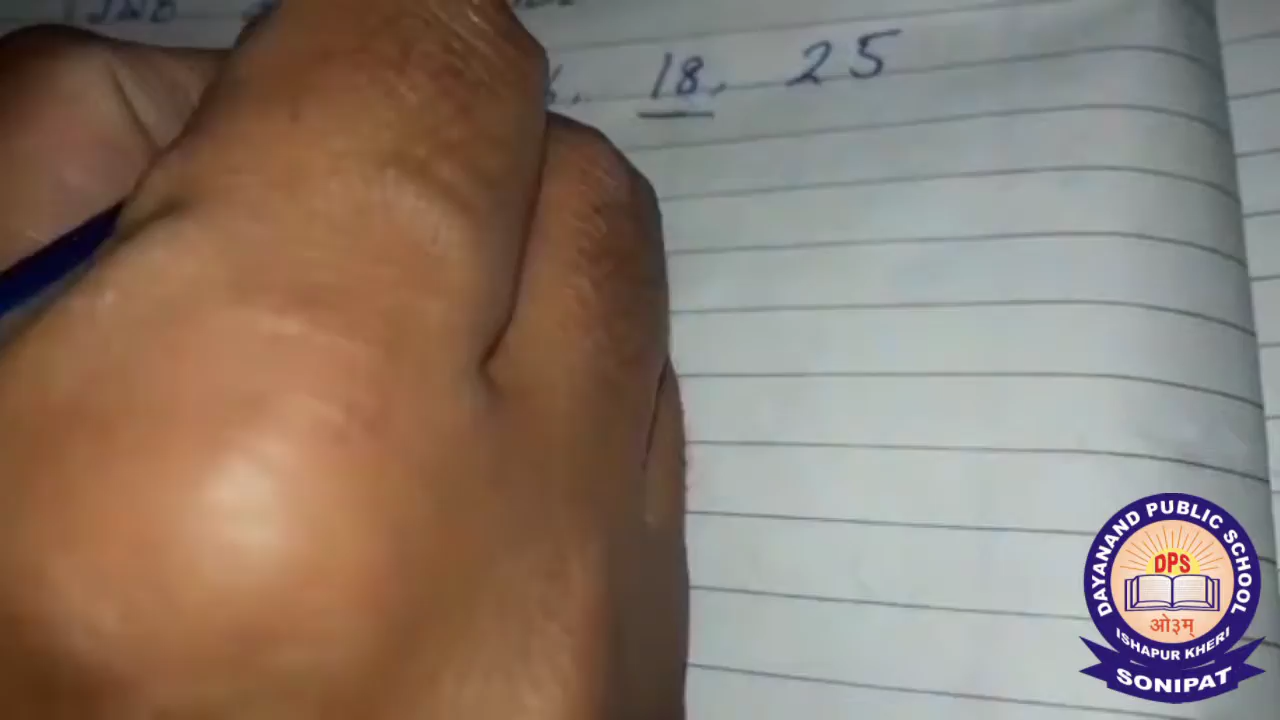 18, 25
DAYANAND PUBLIC SCHOOL
DPS
ओ३म्
ISHAPUR KHERI
SONIPAT